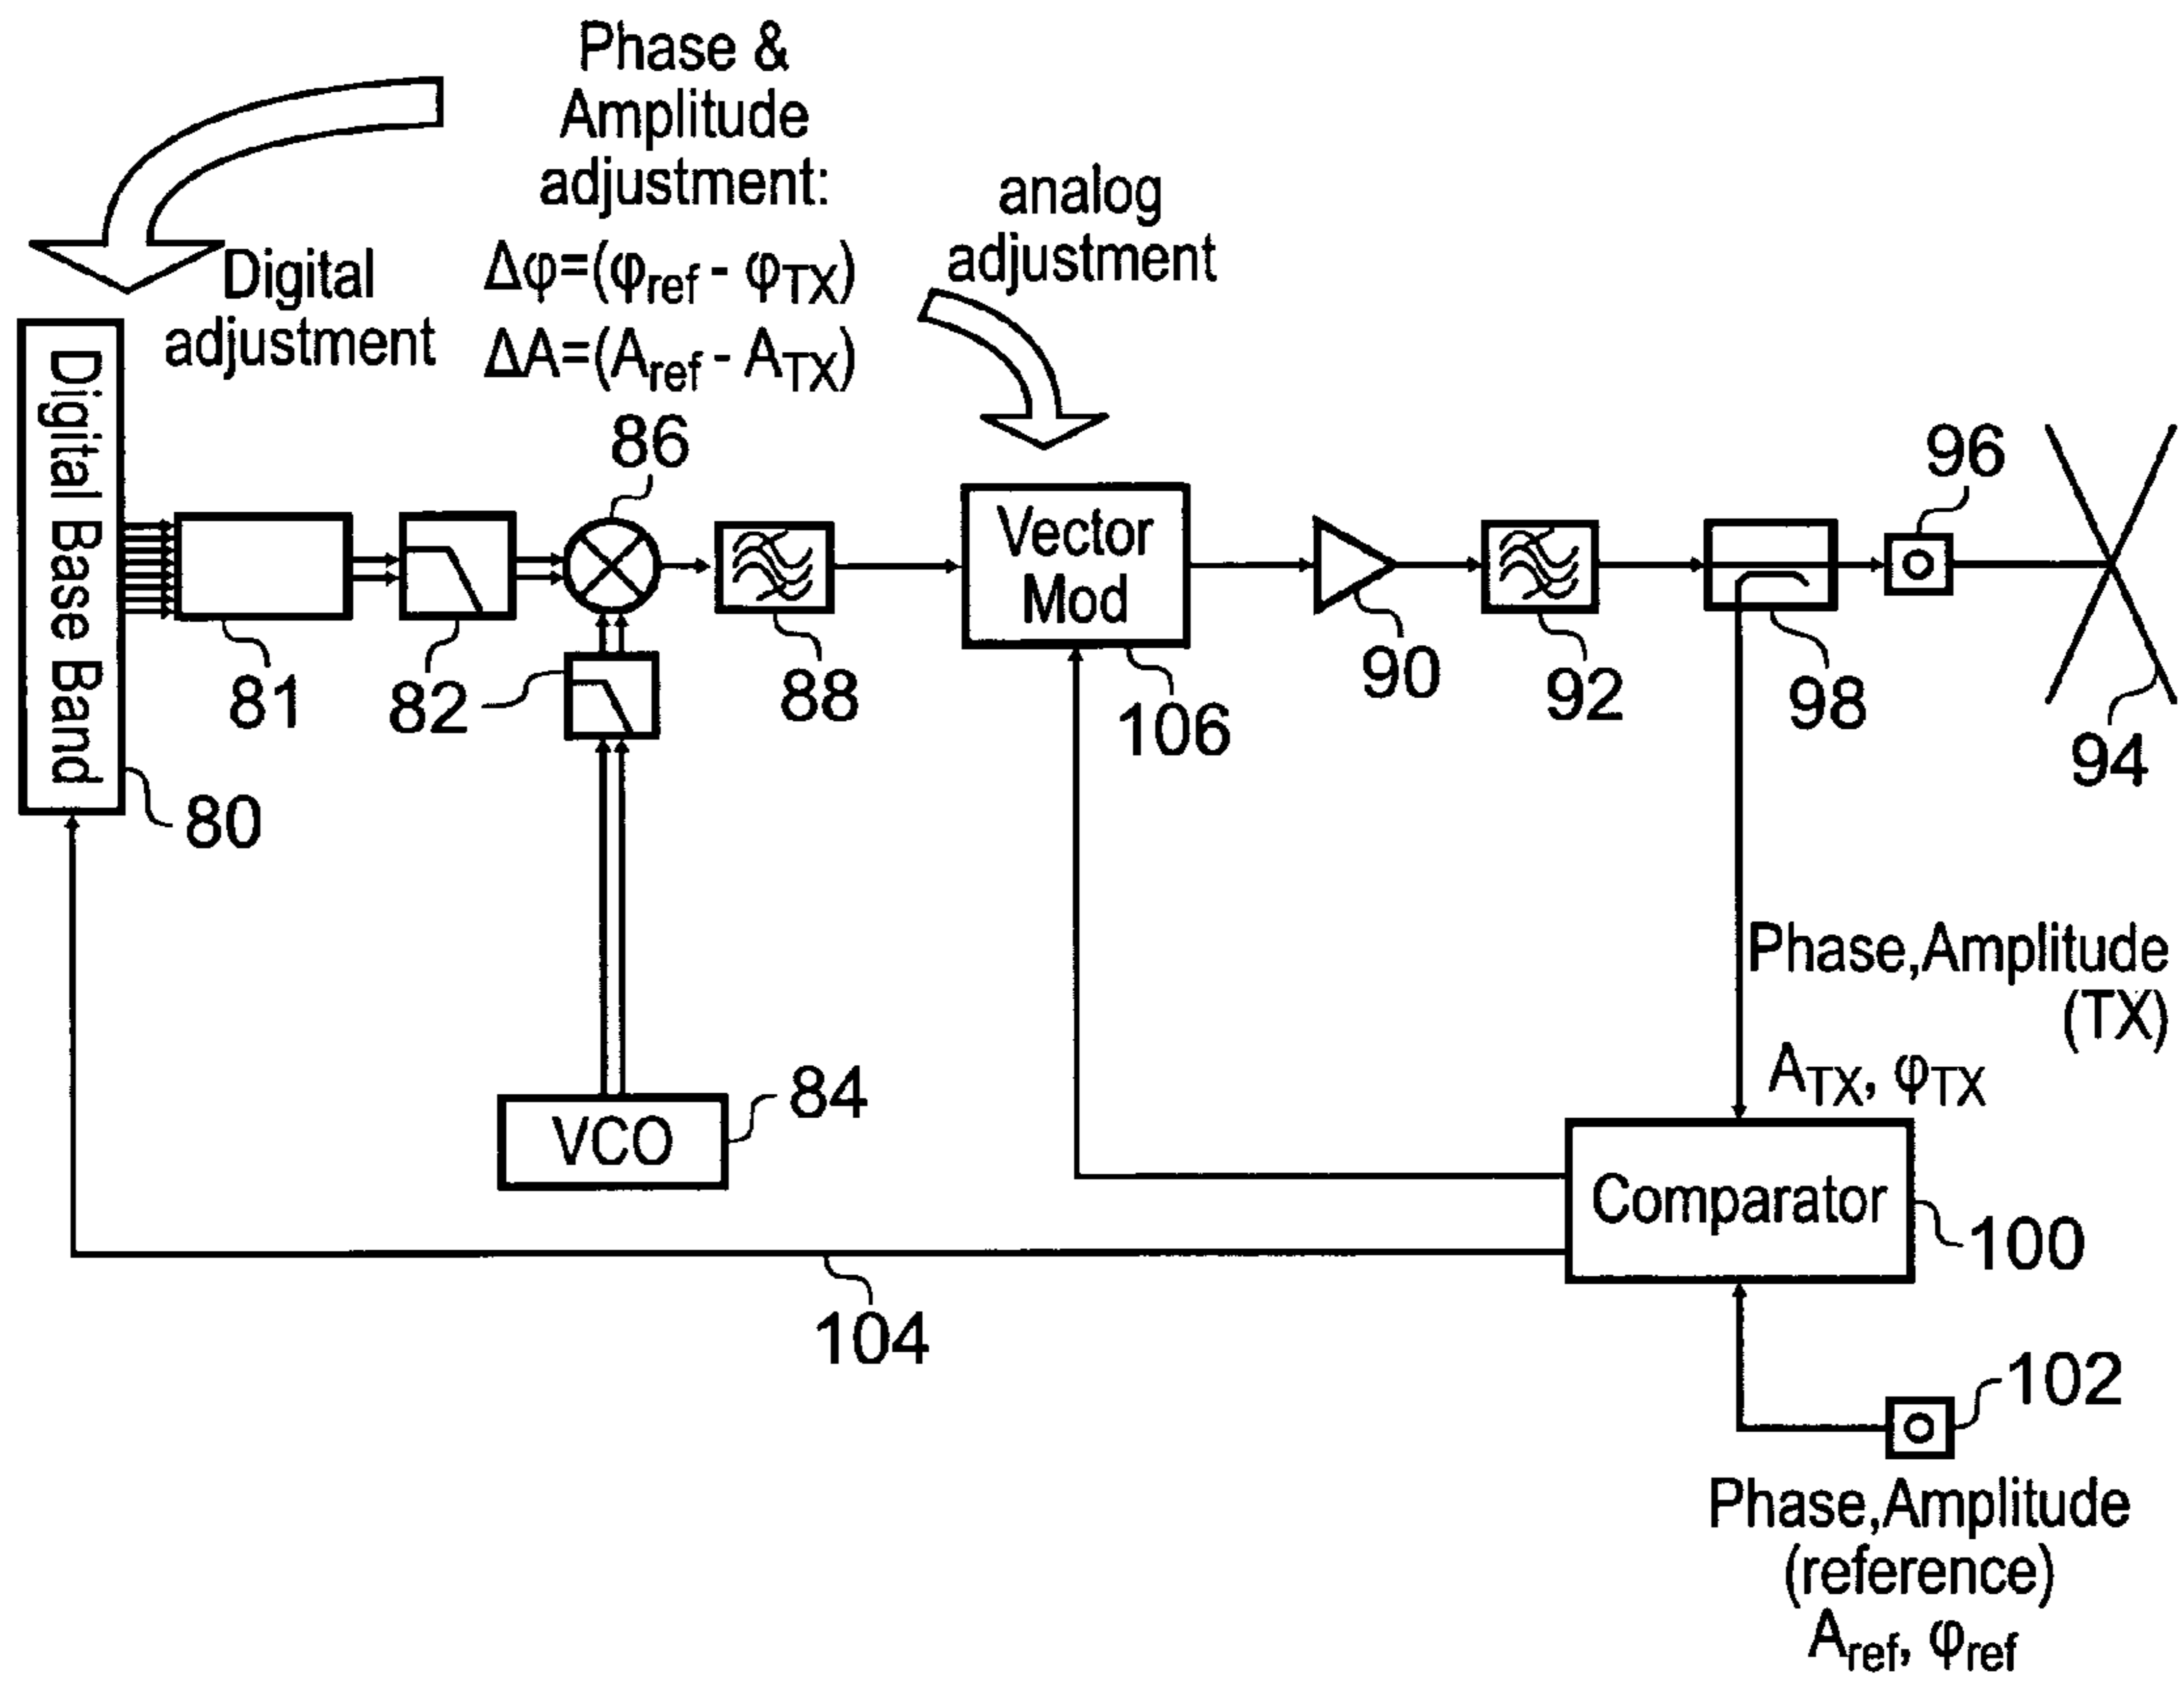 Phase &
Amplitude
adjustment:
Δφ=(φref - φTX)
ΔA=(Aref - ATX)
analog
adjustment
Digital
adjustment
Digital Base Band
86
96
Vector
Mod
81
82
88
106
90
92
98
94
80
Phase,Amplitude
(TX)
ATX, φTX
84
VCO
Comparator
100
104
102
Phase,Amplitude
(reference)
Aref, φref